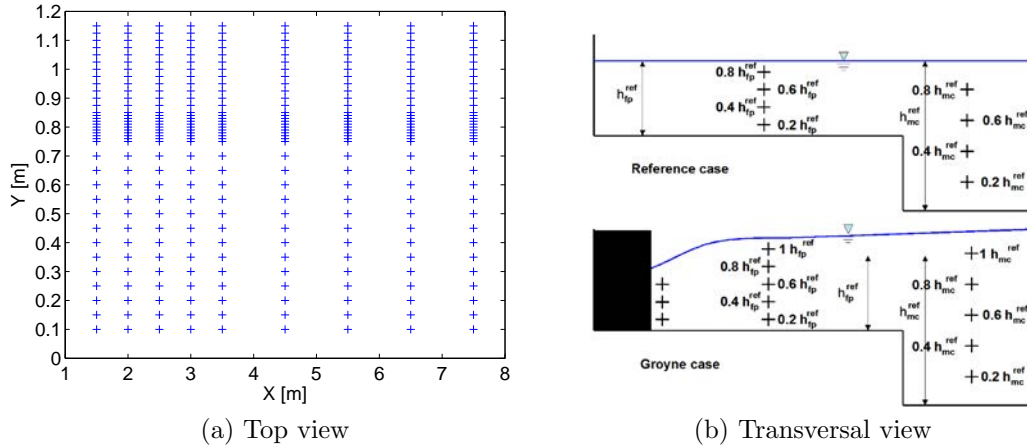 1.2
1.1
1
0.9
0.8
0.7
0.6
0.5
0.4
0.3
0.2
0.1
0
Y [m]
1 2 3 4 5 6 7 8
X [m]
(a) Top view
h_fp^ref
0.8 h_fp^ref
0.6 h_fp^ref
0.4 h_fp^ref
0.2 h_fp^ref
h_mc^ref
0.8 h_mc^ref
0.6 h_mc^ref
0.4 h_mc^ref
0.2 h_mc^ref
Reference case
1 h_fp^ref
0.8 h_fp^ref
0.6 h_fp^ref
0.4 h_fp^ref
0.2 h_fp^ref
h_fp^ref
1 h_mc^ref
0.8 h_mc^ref
h_mc^ref
0.6 h_mc^ref
0.4 h_mc^ref
0.2 h_mc^ref
Groyne case
(b) Transversal view